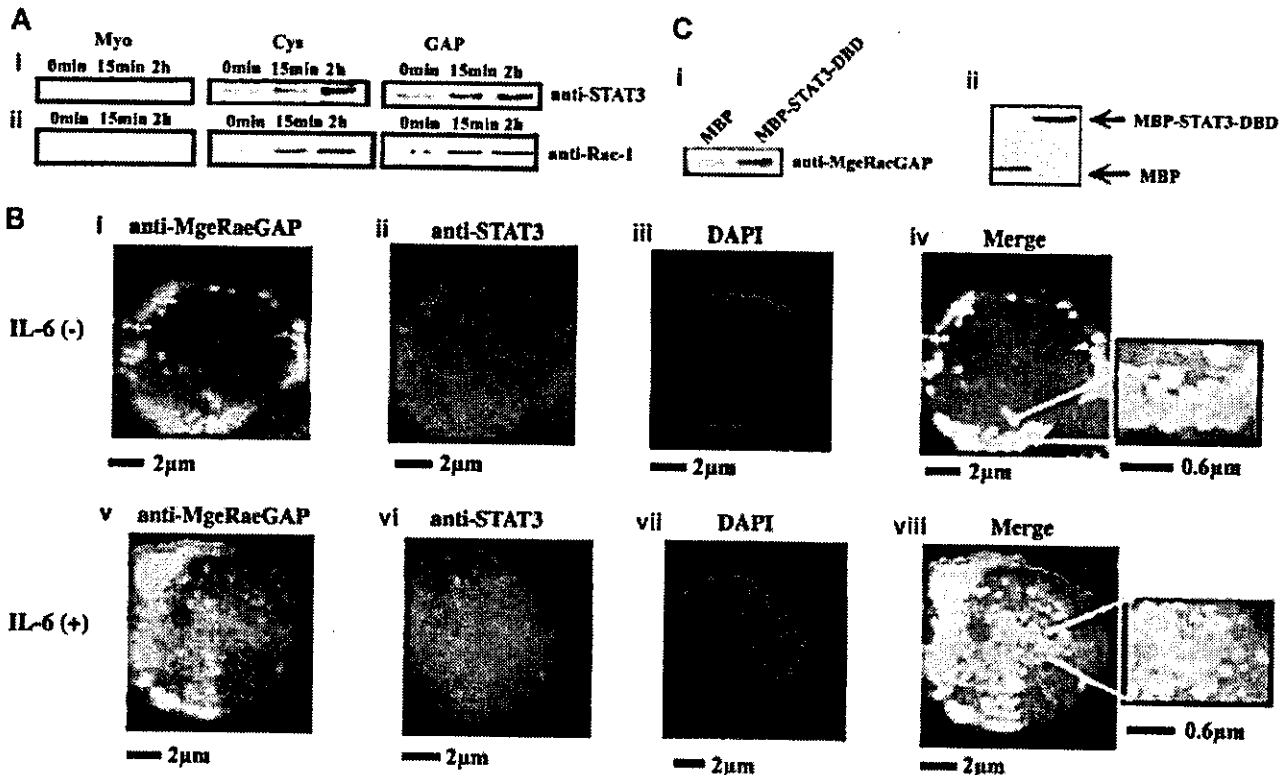 A
Myo Cys GAP
i 0min 15min 2h 0min 15min 2h 0min 15min 2h anti-STAT3
ii 0min 15min 2h 0min 15min 2h 0min 15min 2h anti-Rac-1
C
i MBP MBP-STAT3-DBD
anti-MgeRaeGAP
ii
MBP-STAT3-DBD
MBP
B
i anti-MgeRaeGAP ii anti-STAT3 iii DAPI iv Merge
IL-6 (-)
2μm 2μm 2μm 2μm 0.6μm
v anti-MgeRaeGAP vi anti-STAT3 vii DAPI viii Merge
IL-6 (+)
2μm 2μm 2μm 2μm 0.6μm